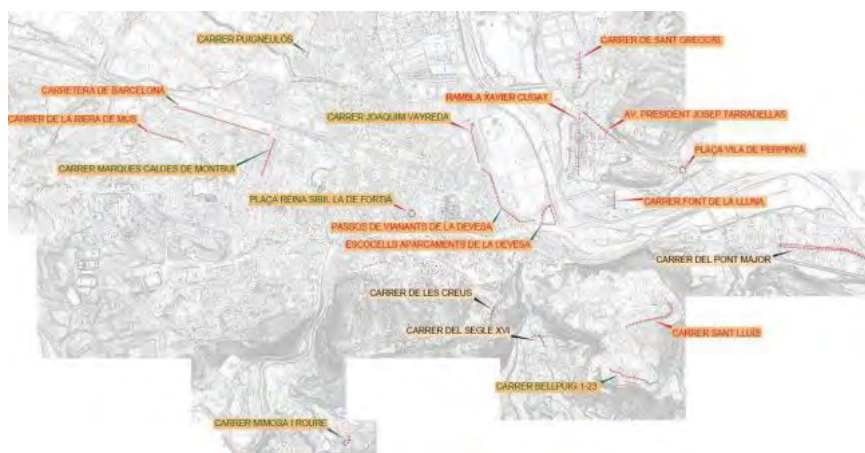 CARRER PUIGNEULÓS
CARRER DE SANT GREGORI
CARRETERA DE BARCELONA
RAMBLA XAVIER CUGAT
CARRER DE LA RIERA DE MUS
CARRER JOAQUIM VAYREDA
AV. PRESIDENT JOSEP TARRADELLAS
PLAÇA VILA DE PERPINYÀ
CARRER MARQUES CALDES DE MONTBUI
PLAÇA REINA SIBIL·LA DE FORTIÀ
CARRER FONT DE LA LLUNA
PASSOS DE VIANANTS DE LA DEVESA
ESCOCELLS APARCAMENTS DE LA DEVESA
CARRER DEL PONT MAJOR
CARRER DE LES CREUS
CARRER DEL SEGLE XVI
CARRER SANT LLUÍS
CARRER BELLPUIG 1-23
CARRER MIMOSA I ROURE